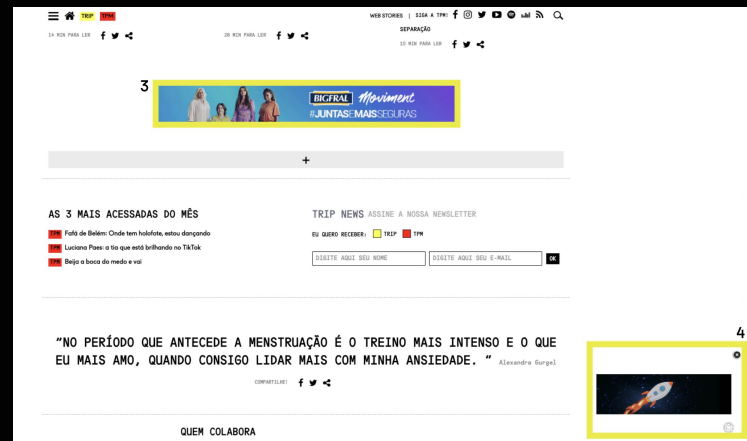 TRIP TPM
WEB STORIES | SIGA A TPM:
14 MIN PARA LER
28 MIN PARA LER
SEPARAÇÃO
10 MIN PARA LER
3
BIGFRAL Moviment
#JUNTASEMAISSEGURAS
+
AS 3 MAIS ACESSADAS DO MÊS
TPM Fafá de Belém: Onde tem holofote, estou dançando
TPM Luciana Paes: a tia que está brilhando no TikTok
TPM Beija a boca do medo e vai
TRIP NEWS ASSINE A NOSSA NEWSLETTER
EU QUERO RECEBER: TRIP TPM
DIGITE AQUI SEU NOME DIGITE AQUI SEU E-MAIL OK
"NO PERÍODO QUE ANTECEDE A MENSTRUAÇÃO É O TREINO MAIS INTENSO E O QUE
EU MAIS AMO, QUANDO CONSIGO LIDAR MAIS COM MINHA ANSIEDADE. " Alexandra Gurgel
COMPARTILHE:
4
QUEM COLABORA